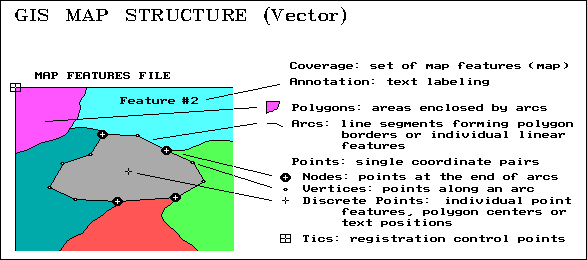 GIS MAP STRUCTURE (Vector)
Coverage: set of map features (map)
MAP FEATURES FILE
Annotation: text labeling
Feature #2
Polygons: areas enclosed by arcs
Arcs: line segments forming polygon
borders or individual linear
features
Points: single coordinate pairs
Nodes: points at the end of arcs
Vertices: points along an arc
Discrete Points: individual point
features, polygon centers or
text positions
Tics: registration control points